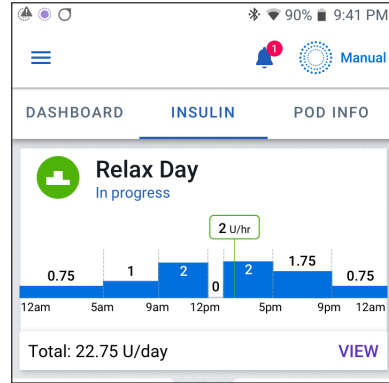 90% 9:41 PM
1
Manual
DASHBOARD INSULIN POD INFO
Relax Day
In progress
2 U/hr
0.75 1 2 0 2 1.75 0.75
12am 5am 9am 12pm 5pm 9pm 12am
Total: 22.75 U/day VIEW